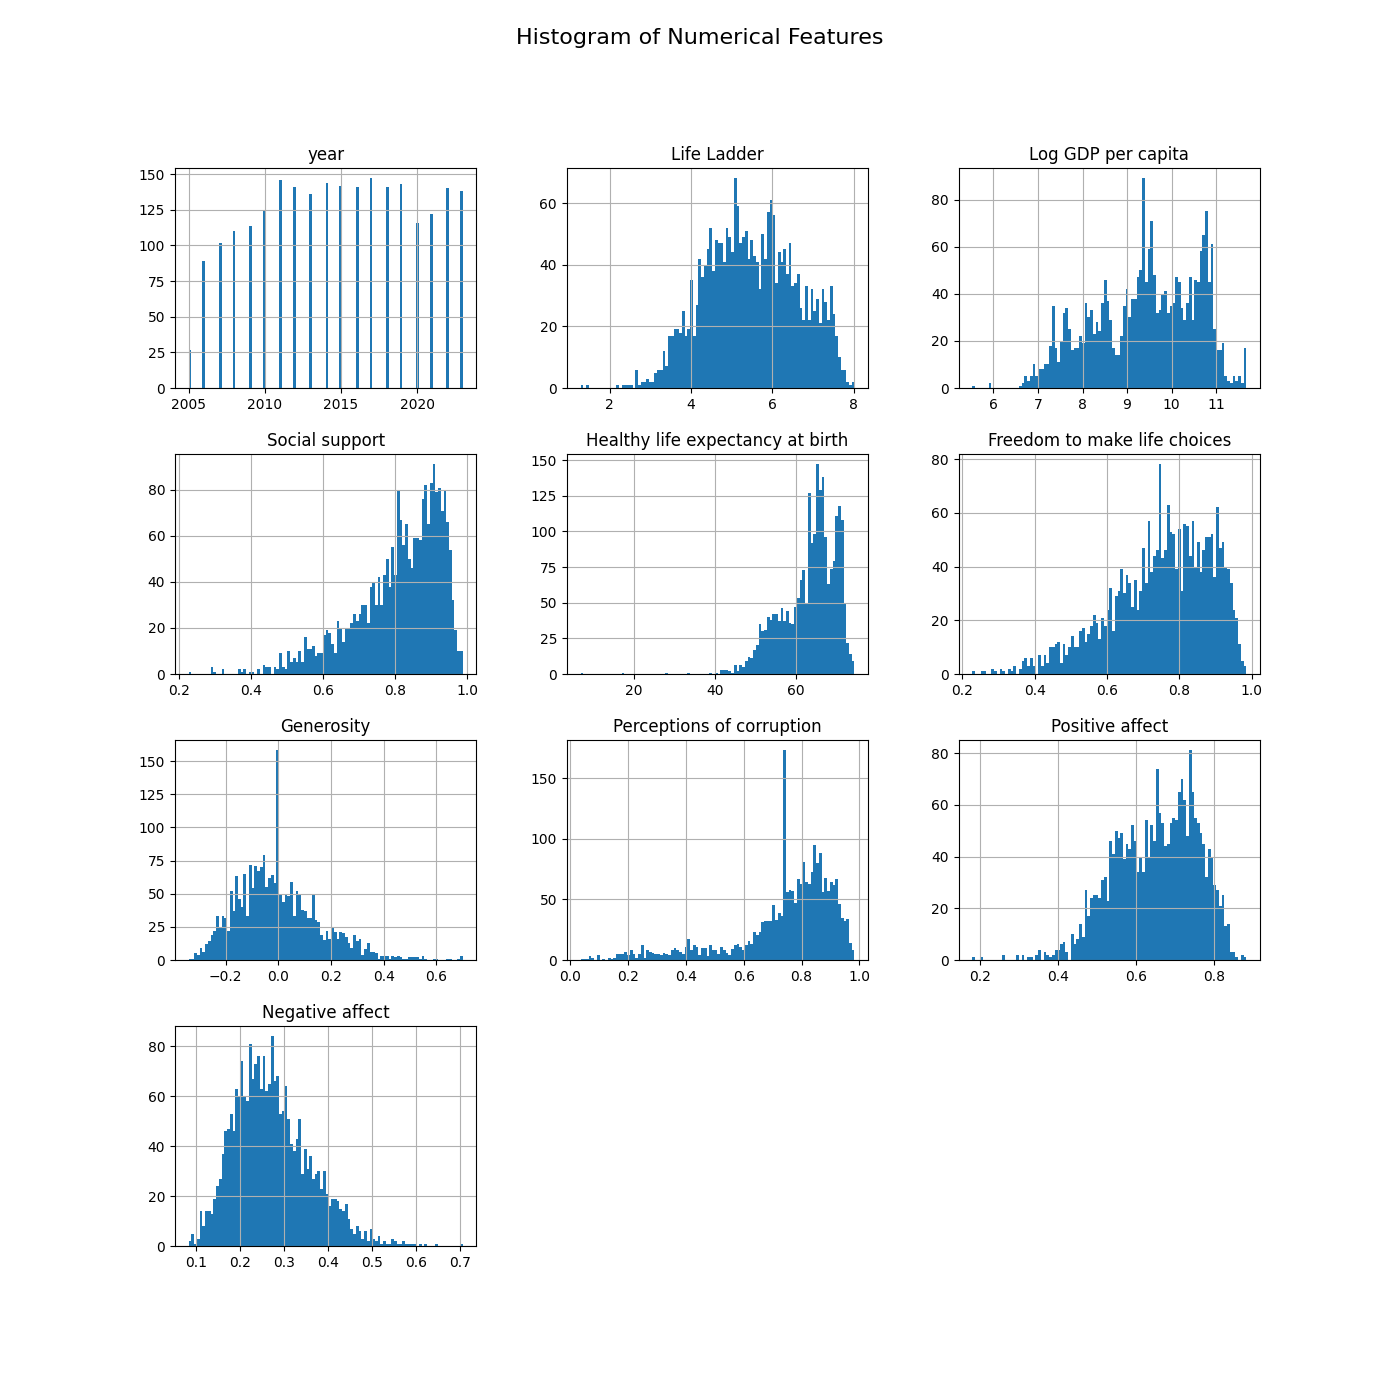 Histogram of Numerical Features
year
150
125
100
75
50
25
0
2005 2010 2015 2020
Life Ladder
60
40
20
0
2 4 6 8
Log GDP per capita
80
60
40
20
0
6 7 8 9 10 11
Social support
80
60
40
20
0
0.2 0.4 0.6 0.8 1.0
Healthy life expectancy at birth
150
125
100
75
50
25
0
20 40 60
Freedom to make life choices
80
60
40
20
0
0.2 0.4 0.6 0.8 1.0
Generosity
150
125
100
75
50
25
0
−0.2 0.0 0.2 0.4 0.6
Perceptions of corruption
150
100
50
0
0.0 0.2 0.4 0.6 0.8 1.0
Positive affect
80
60
40
20
0
0.2 0.4 0.6 0.8
Negative affect
80
60
40
20
0
0.1 0.2 0.3 0.4 0.5 0.6 0.7